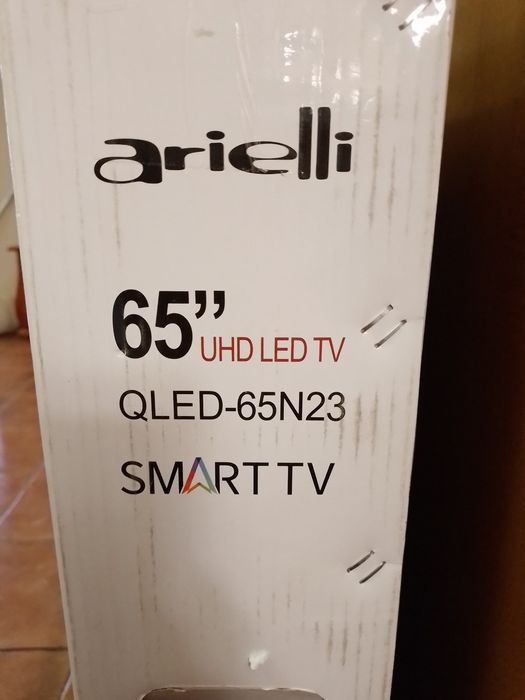 arielli
65”
UHD LED TV
QLED-65N23
SMART TV